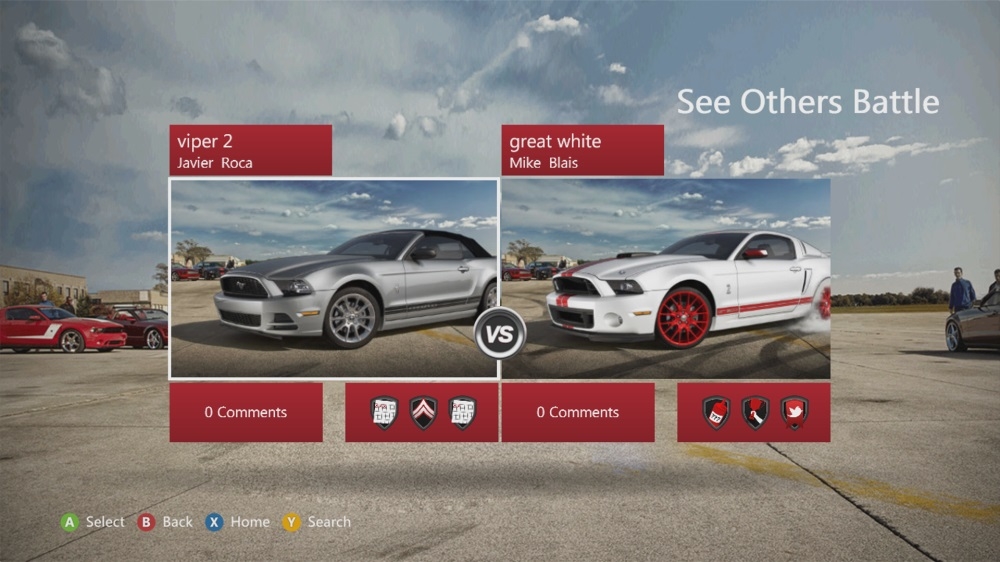 See Others Battle
viper 2
Javier Roca
great white
Mike Blais
VS
0 Comments
0 Comments
A Select B Back X Home Y Search